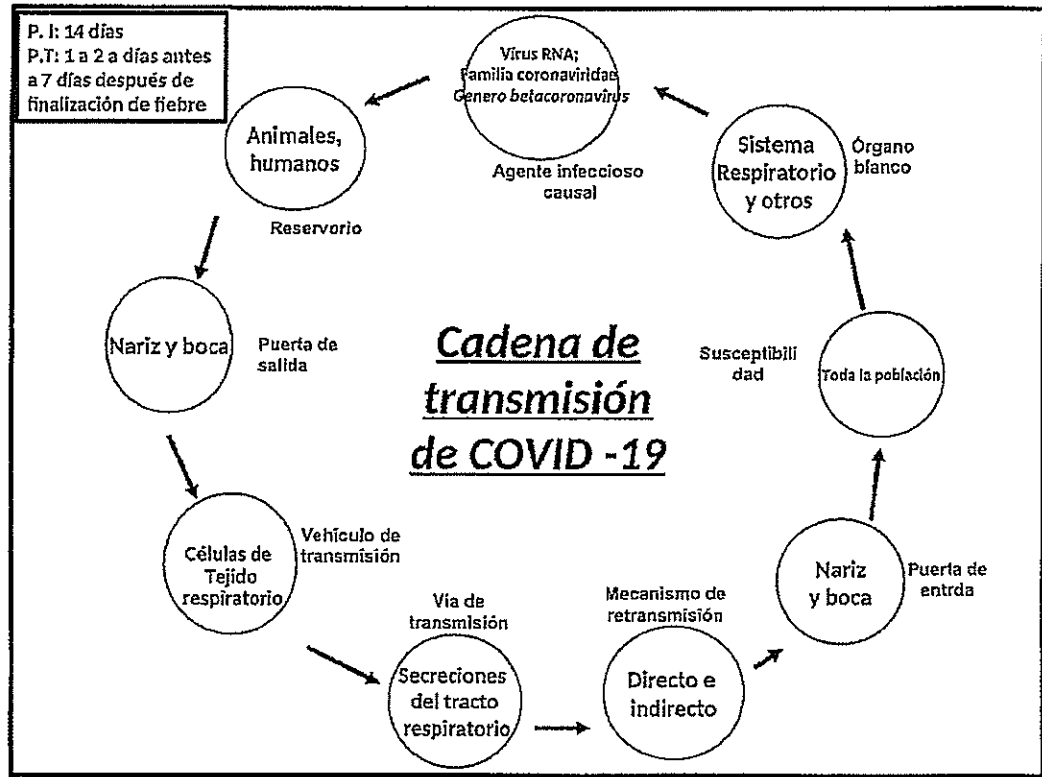 P. I: 14 días
P.T: 1 a 2 a días antes
a 7 días después de
finalización de fiebre
Virus RNA;
Familia coronaviridae
Genero betacoronavirus
Agente infeccioso
causal
Animales,
humanos
Reservorio
Nariz y boca
Puerta de
salida
Células de
Tejido
respiratorio
Vehículo de
transmisión
Vía de
transmisión
Secreciones
del tracto
respiratorio
Mecanismo de
retransmisión
Directo e
indirecto
Nariz
y boca
Puerta de
entrda
Toda la población
Susceptibili
dad
Sistema
Respiratorio
y otros
Órgano
blanco
Cadena de
transmisión
de COVID -19